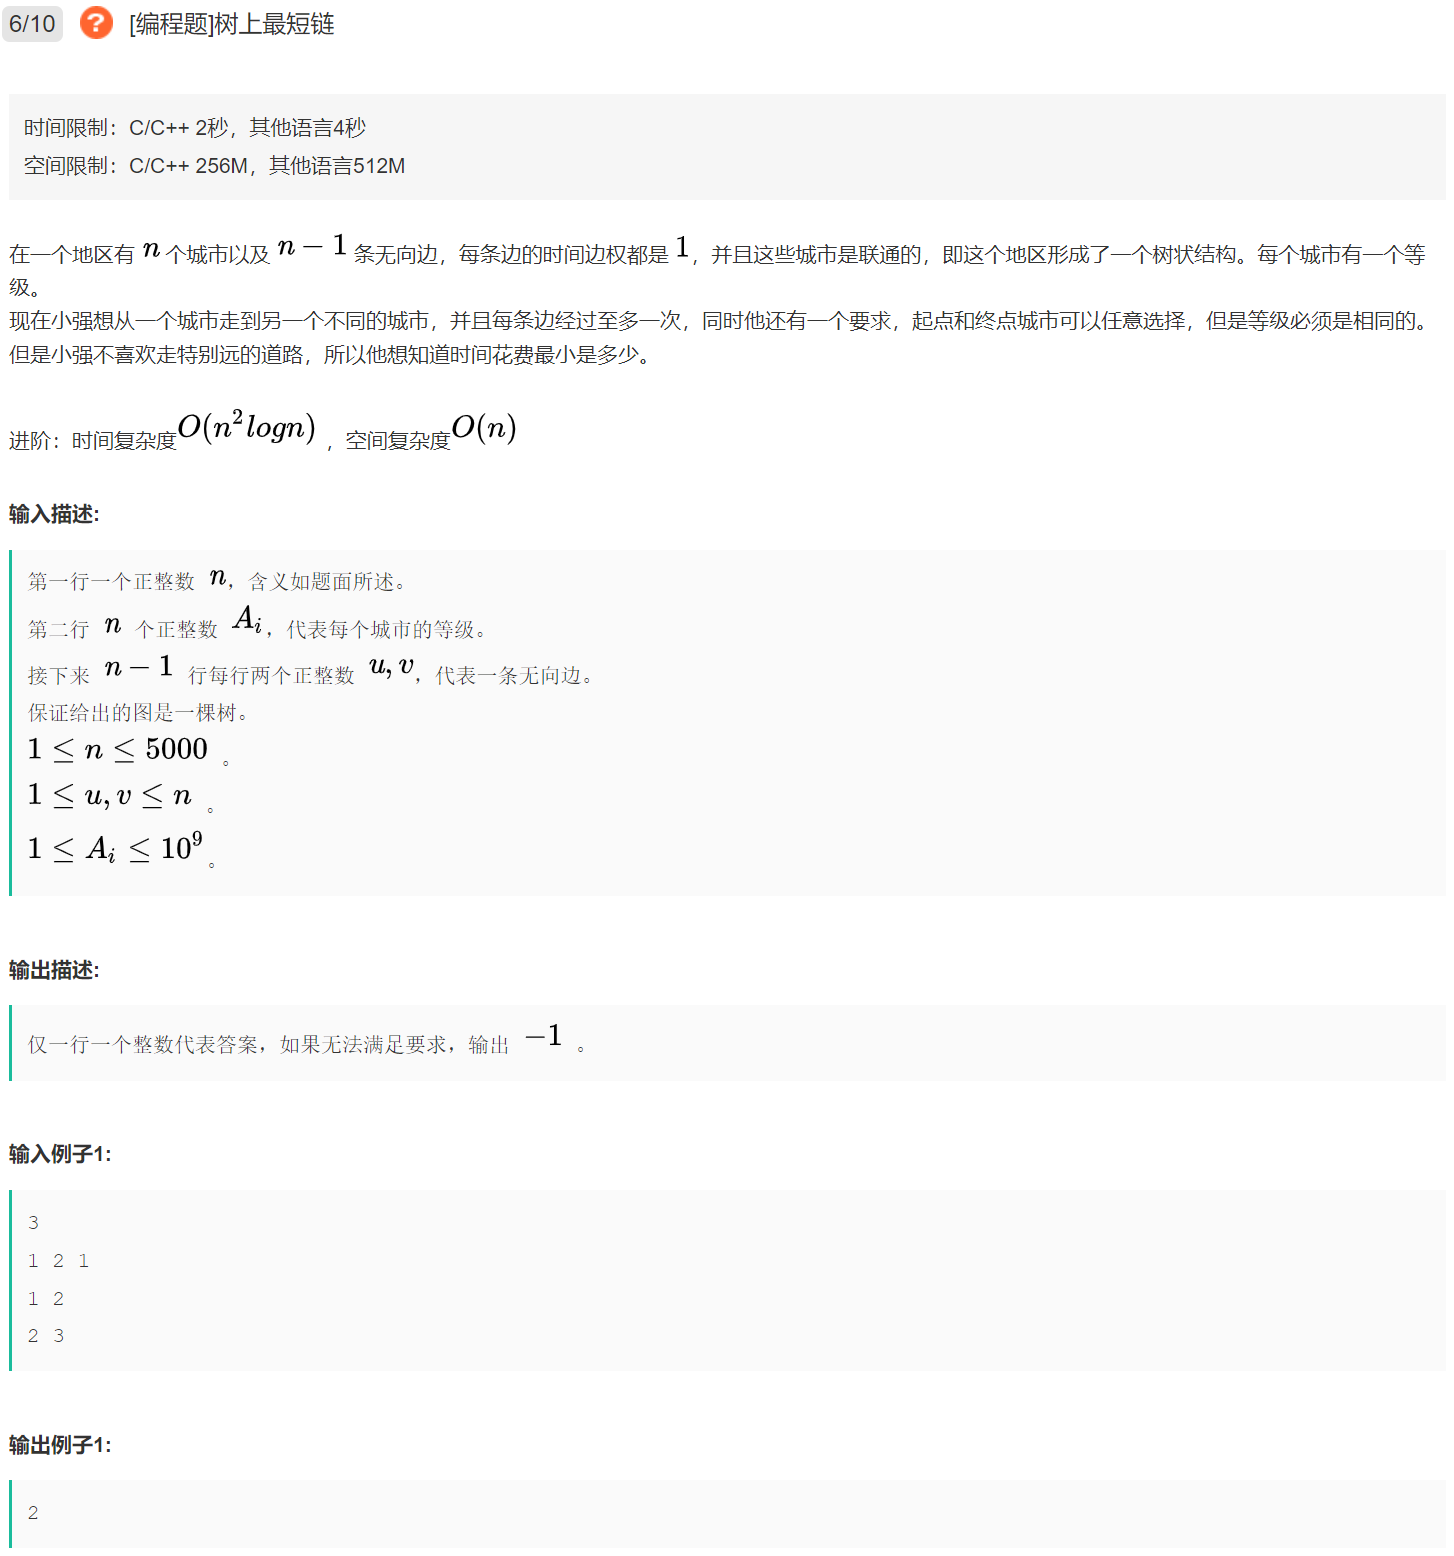 6/10 ? [编程题]树上最短链
时间限制：C/C++ 2秒，其他语言4秒
空间限制：C/C++ 256M，其他语言512M
在一个地区有 n 个城市以及 n − 1 条无向边，每条边的时间边权都是 1，并且这些城市是联通的，即这个地区形成了一个树状结构。每个城市有一个等
级。
现在小强想从一个城市走到另一个不同的城市，并且每条边经过至多一次，同时他还有一个要求，起点和终点城市可以任意选择，但是等级必须是相同的。
但是小强不喜欢走特别远的道路，所以他想知道时间花费最小是多少。
进阶：时间复杂度O(n²logn)，空间复杂度O(n)
输入描述:
第一行一个正整数 n，含义如题面所述。
第二行 n 个正整数 Aᵢ，代表每个城市的等级。
接下来 n − 1 行每行两个正整数 u, v，代表一条无向边。
保证给出的图是一棵树。
1 ≤ n ≤ 5000 。
1 ≤ u, v ≤ n 。
1 ≤ Aᵢ ≤ 10⁹。
输出描述:
仅一行一个整数代表答案，如果无法满足要求，输出 −1 。
输入例子1:
3
1 2 1
1 2
2 3
输出例子1:
2